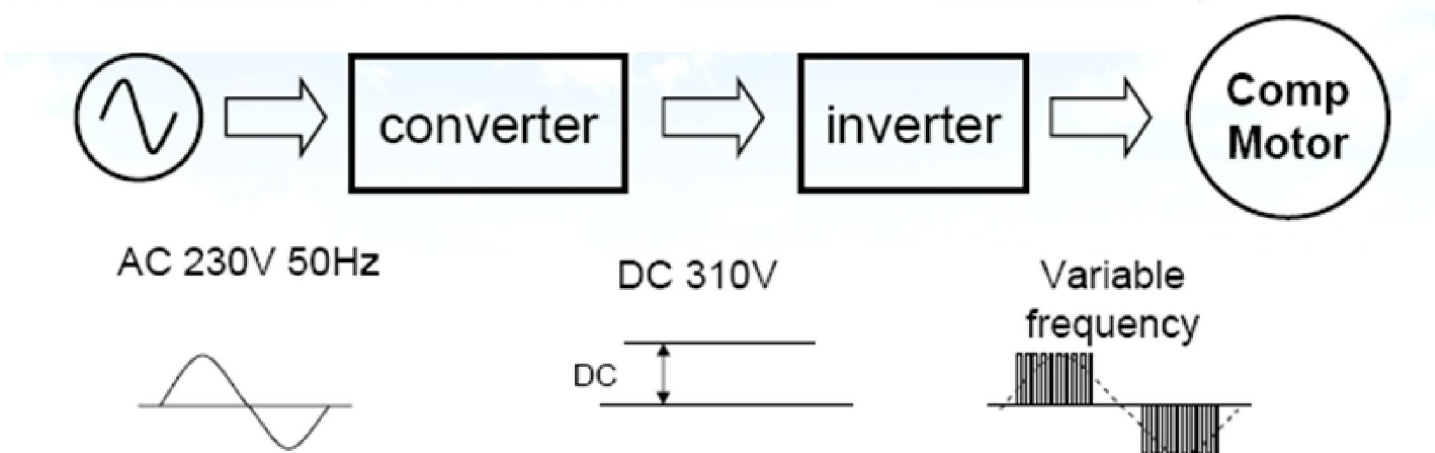 converter
inverter
Comp
Motor
AC 230V 50Hz
DC 310V
Variable
frequency
DC